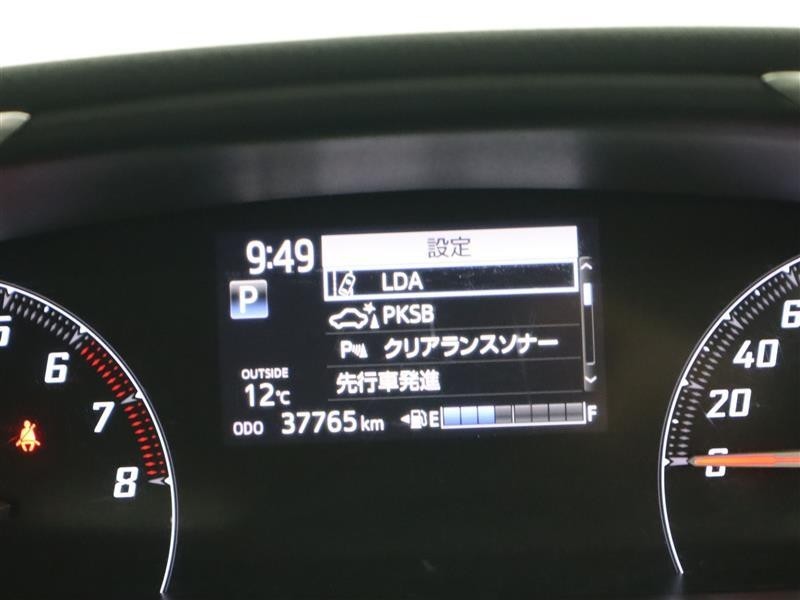 9:49
設定
LDA
P
PKSB
P クリアランスソナー
先行車発進
OUTSIDE
12℃
ODO 37765 km
E F
6
7
8
60
40
20
0